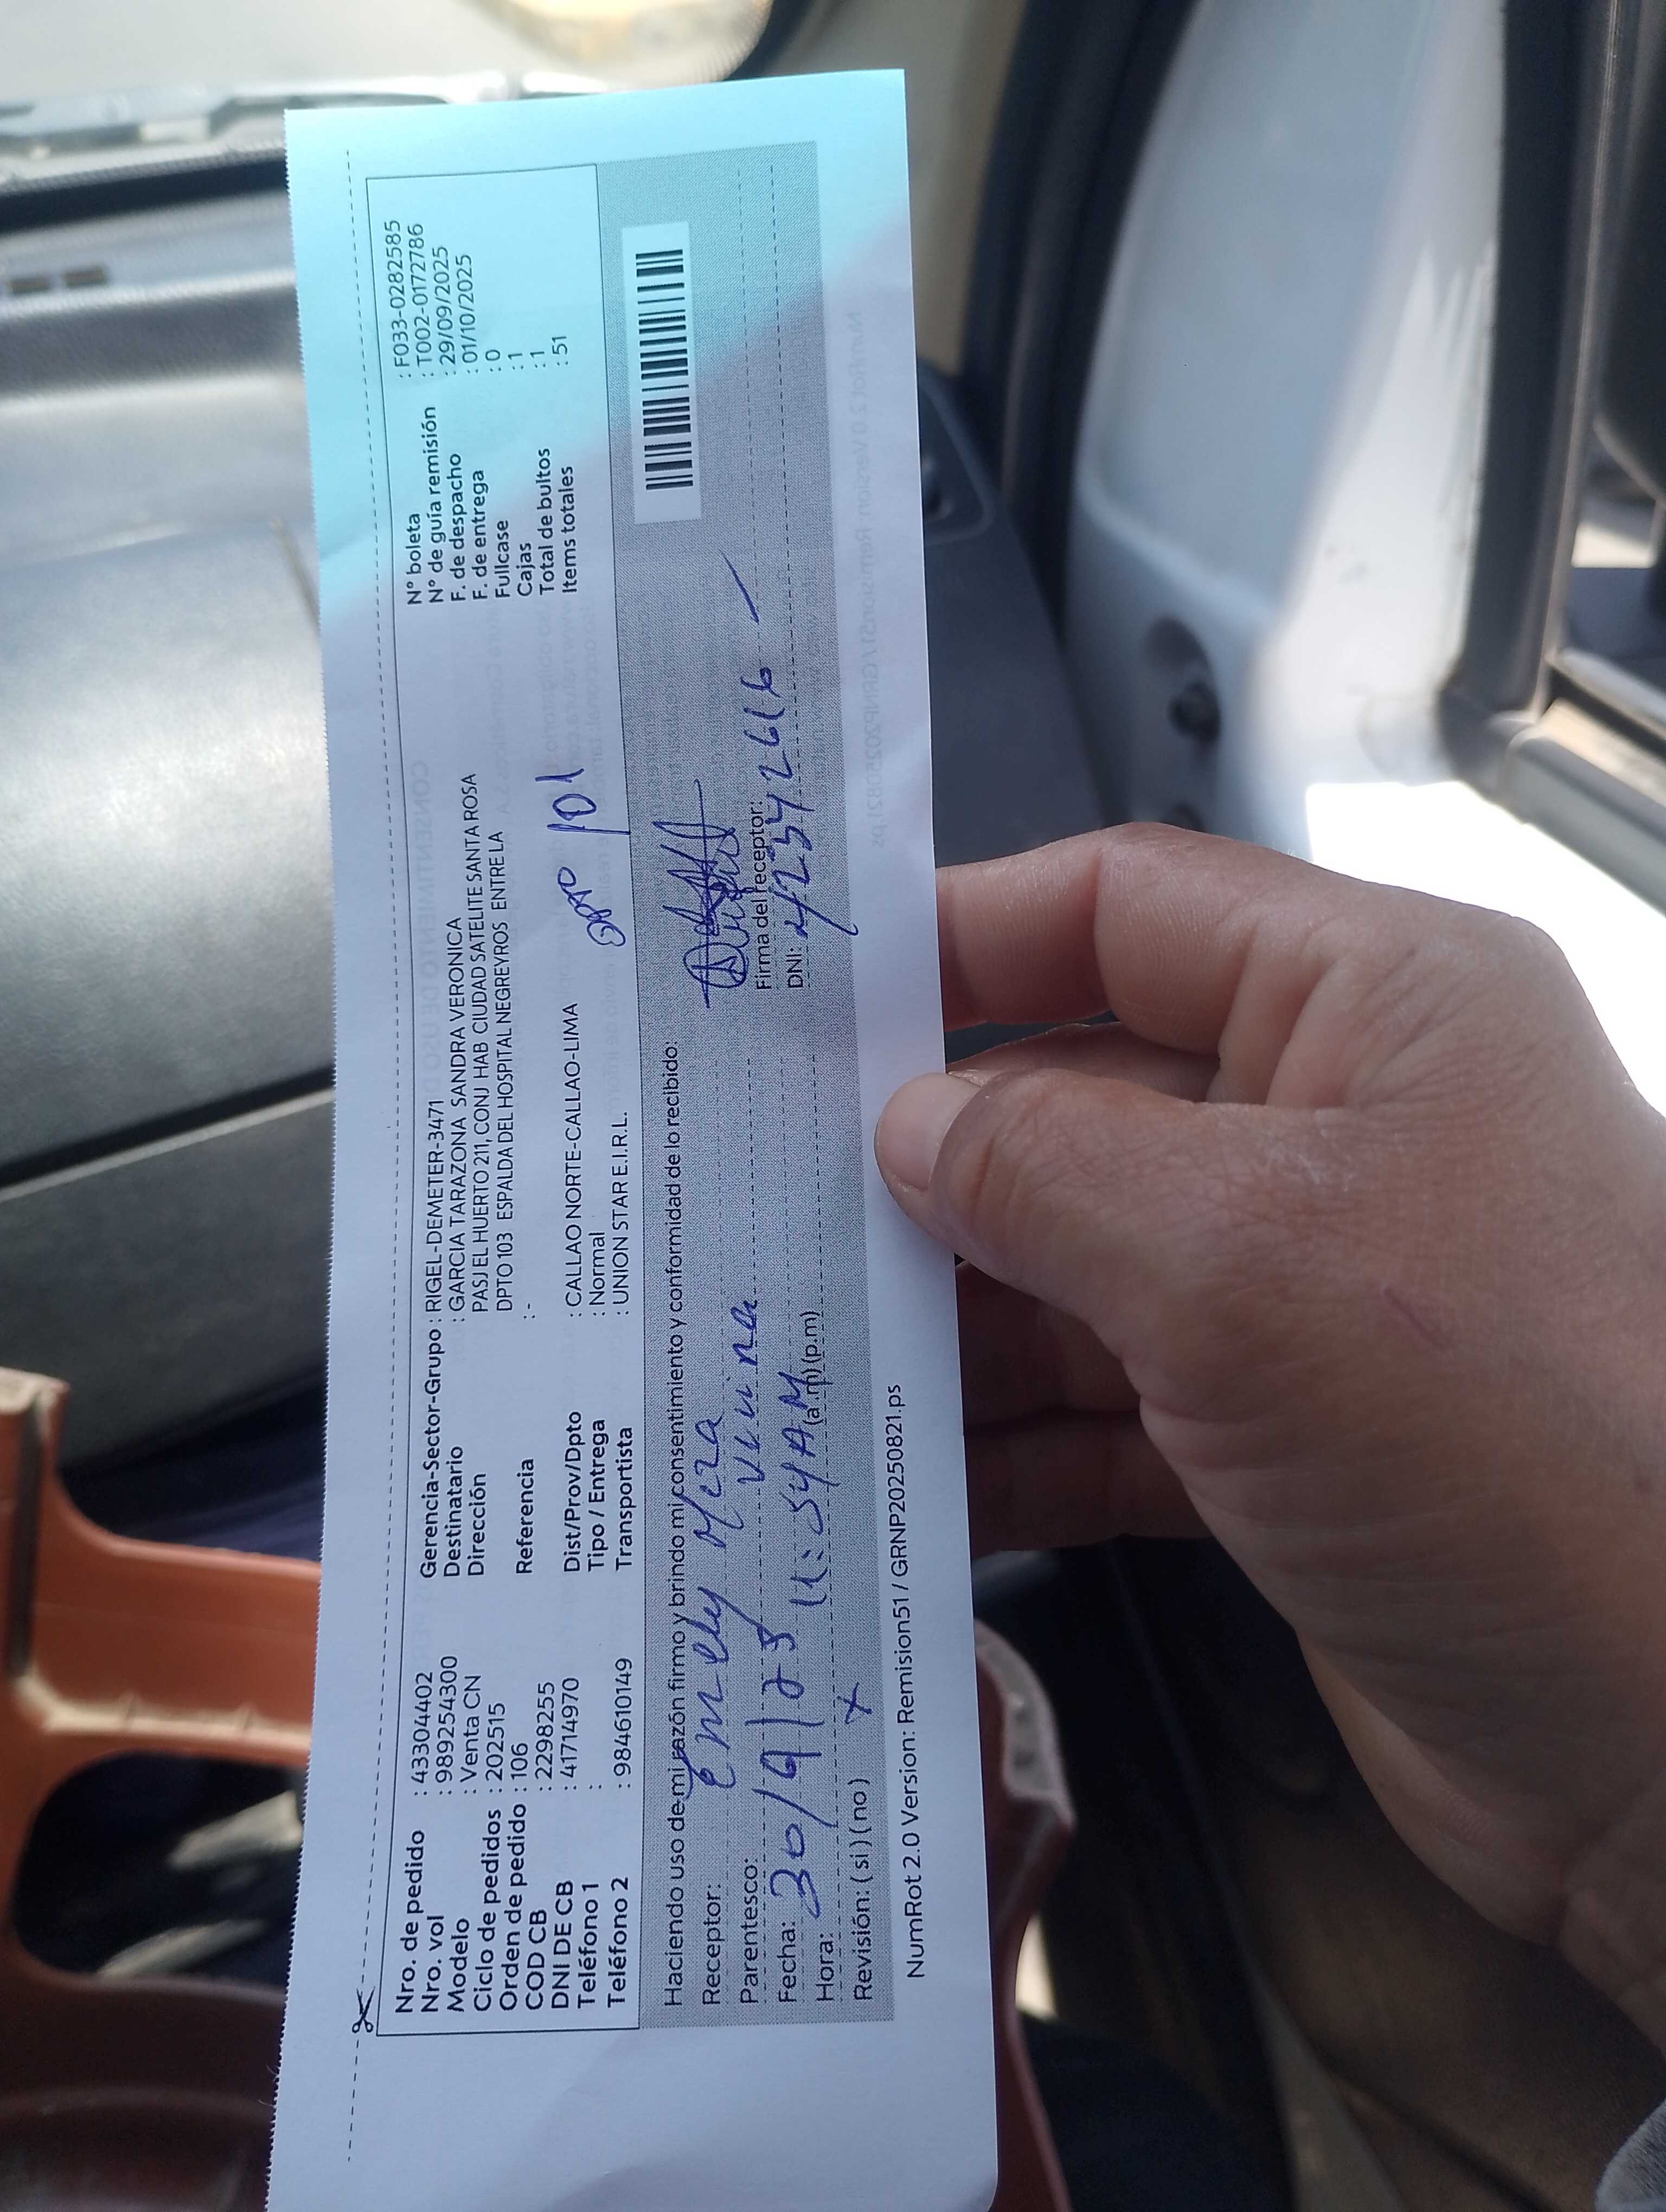 Nro. de pedido : 43304402
Nro. vol : 989254300
Modelo : Venta CN
Ciclo de pedidos : 202515
Orden de pedido : 106
COD CB : 2298255
DNI DE CB : 41714970
Teléfono 1 :
Teléfono 2 : 984610149
Gerencia-Sector-Grupo : RIGEL-DEMETER-3471
Destinatario : GARCIA TARAZONA SANDRA VERONICA
Dirección PASJ EL HUERTO 211, CONJ HAB CIUDAD SATELITE SANTA ROSA
DPTO 103 ESPALDA DEL HOSPITAL NEGREYROS ENTRE LA
Referencia : -
Dist/Prov/Dpto : CALLAO NORTE-CALLAO-LIMA
Tipo / Entrega : Normal
Transportista : UNION STAR E.I.R.L.
101
N° boleta : F033-0282585
N° de guía remisión : T002-0172786
F. de despacho : 29/09/2025
F. de entrega : 01/10/2025
Fullcase : 0
Cajas : 1
Total de bultos : 1
Items totales : 51
Haciendo uso de mi razón firmo y brindo mi consentimiento y conformidad de lo recibido:
Receptor: Emely Meza
Parentesco: vecina
Fecha: 30/9/25
Hora: 11:54 AM (a.m) (p.m)
Revisión: ( si ) ( no ) x
Firma del receptor:
DNI:
NumRot 2.0 Version: Remision51 / GRNP20250821.ps